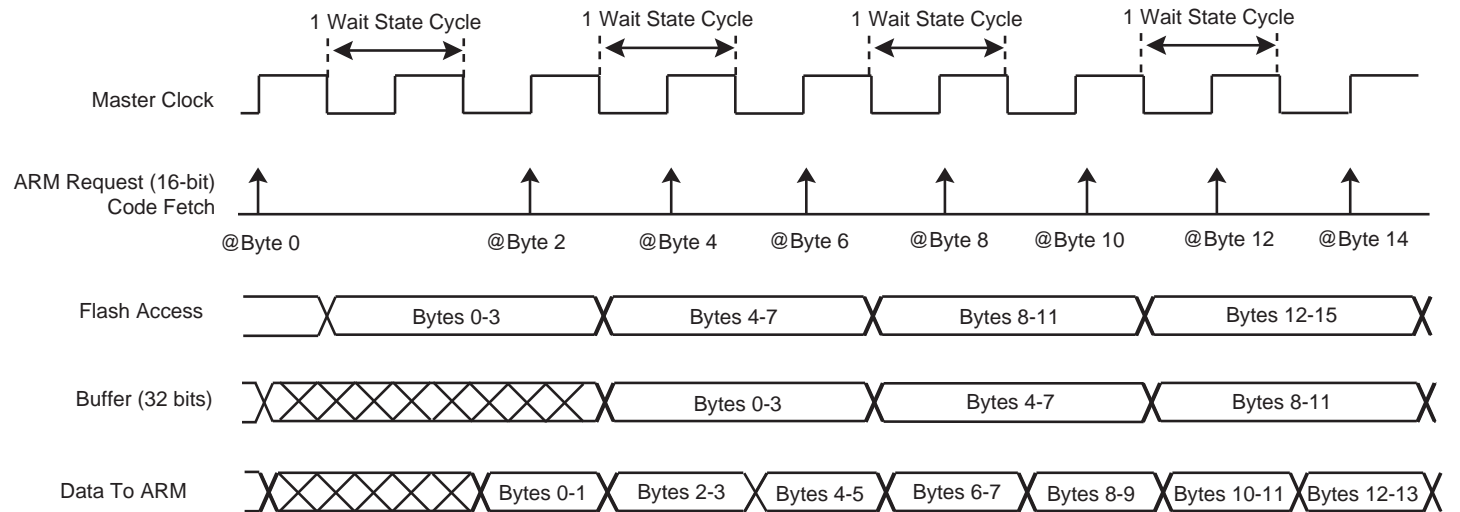 1 Wait State Cycle 1 Wait State Cycle 1 Wait State Cycle 1 Wait State Cycle
Master Clock
ARM Request (16-bit)
Code Fetch
@Byte 0 @Byte 2 @Byte 4 @Byte 6 @Byte 8 @Byte 10 @Byte 12 @Byte 14
Flash Access Bytes 0-3 Bytes 4-7 Bytes 8-11 Bytes 12-15
Buffer (32 bits) Bytes 0-3 Bytes 4-7 Bytes 8-11
Data To ARM Bytes 0-1 Bytes 2-3 Bytes 4-5 Bytes 6-7 Bytes 8-9 Bytes 10-11 Bytes 12-13